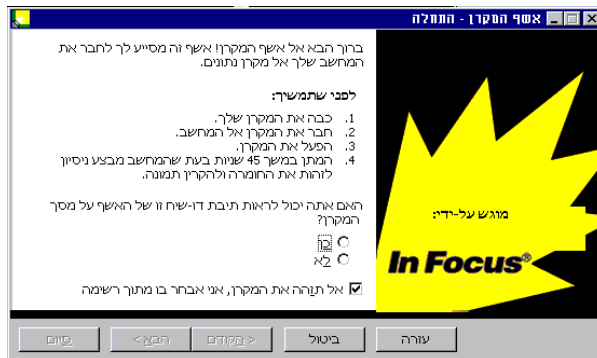 אשף המקרן - התחלה
ברוך הבא אל אשף המקרן! אשף זה מסייע לך לחבר את
המחשב שלך אל מקרן נתונים.
לפני שתמשיך:
1. כבה את המקרן שלך.
2. חבר את המקרן אל המחשב.
3. הפעל את המקרן.
4. המתן במשך 45 שניות בעת שהמחשב מבצע ניסיון
לזהות את החומרה ולהקרין תמונה.
האם אתה יכול לראות תיבת דו-שיח זו של האשף על מסך
המקרן?
כן
לא
אל תזהה את המקרן, אני אבחר בו מתוך רשימה
מוגש על-ידי:
In Focus®
עזרה
ביטול
< הקודם
הבא >
סיום